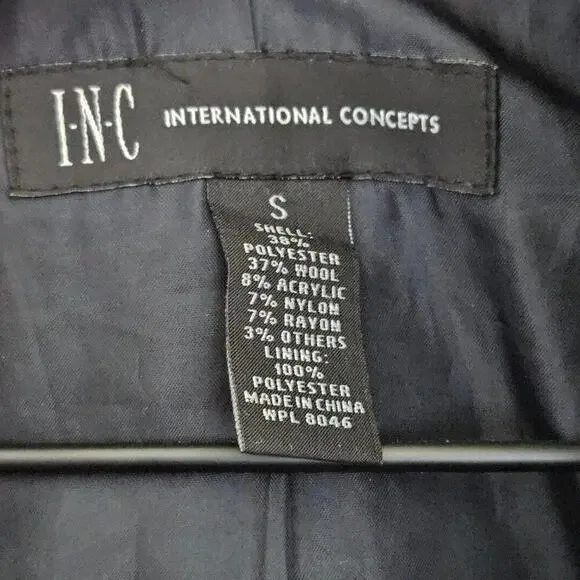 I·N·C INTERNATIONAL CONCEPTS
S
SHELL:
38%
POLYESTER
37% WOOL
8% ACRYLIC
7% NYLON
7% RAYON
3% OTHERS
LINING:
100%
POLYESTER
MADE IN CHINA
WPL 8046